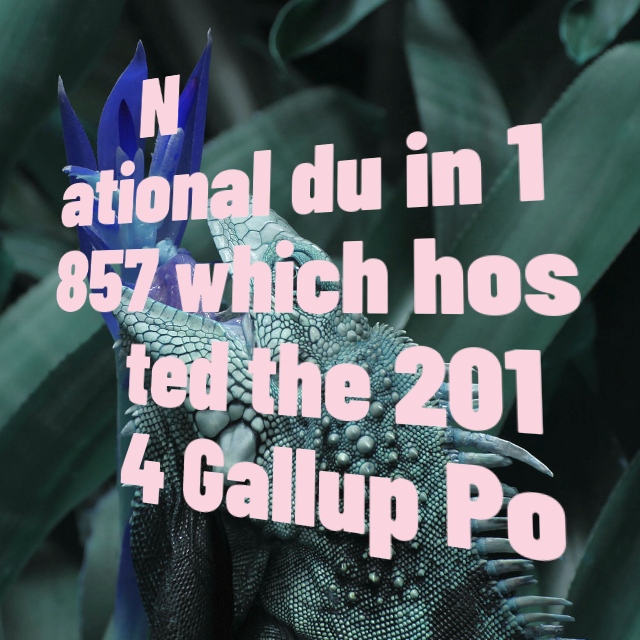 N
ational du in 1
857 which hos
ted the 201
4 Gallup Po